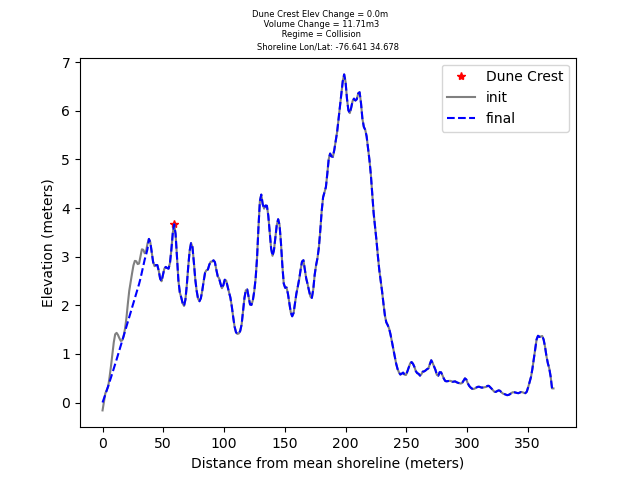 Dune Crest Elev Change = 0.0m
Volume Change = 11.71m3
Regime = Collision
Shoreline Lon/Lat: -76.641 34.678
Dune Crest
init
final
Elevation (meters)
7
6
5
4
3
2
1
0
0 50 100 150 200 250 300 350
Distance from mean shoreline (meters)